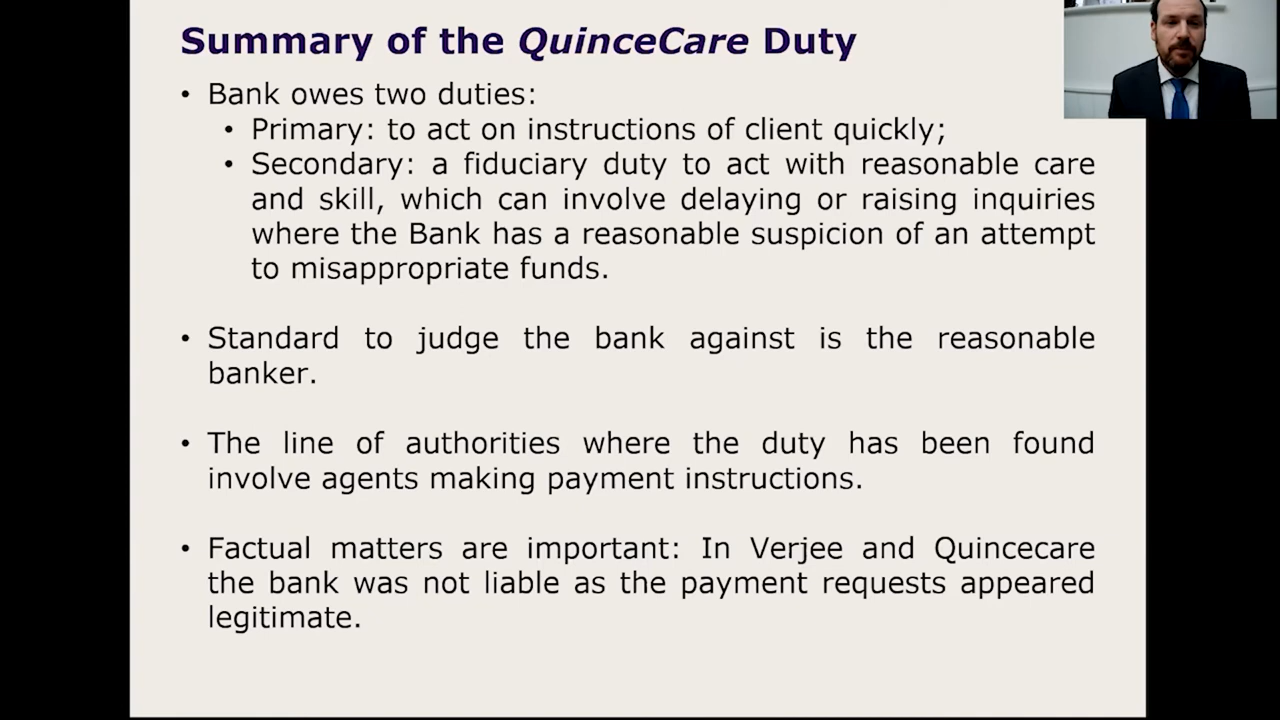 Summary of the QuinceCare Duty
• Bank owes two duties:
• Primary: to act on instructions of client quickly;
• Secondary: a fiduciary duty to act with reasonable care
and skill, which can involve delaying or raising inquiries
where the Bank has a reasonable suspicion of an attempt
to misappropriate funds.
• Standard to judge the bank against is the reasonable
banker.
• The line of authorities where the duty has been found
involve agents making payment instructions.
• Factual matters are important: In Verjee and Quincecare
the bank was not liable as the payment requests appeared
legitimate.